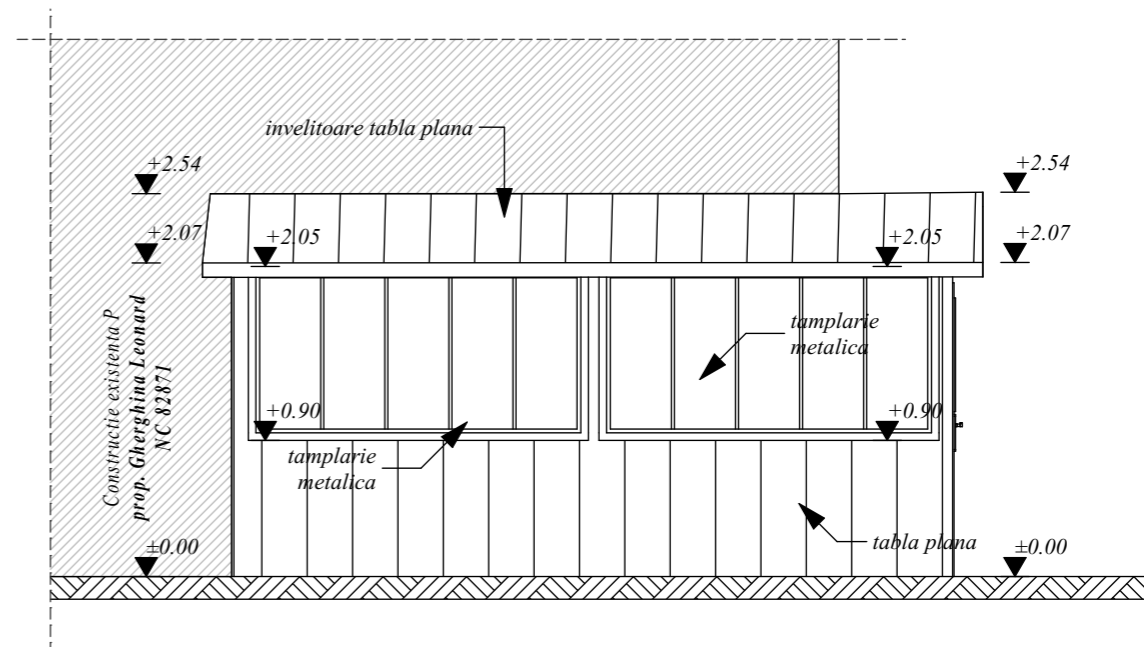 invelitoare tabla plana
+2.54
+2.54
+2.07
+2.05
+2.05
+2.07
Constructie existenta P
prop. Gherghina Leonard
NC 82871
tamplarie
metalica
+0.90
+0.90
tamplarie
metalica
tabla plana
±0.00
±0.00